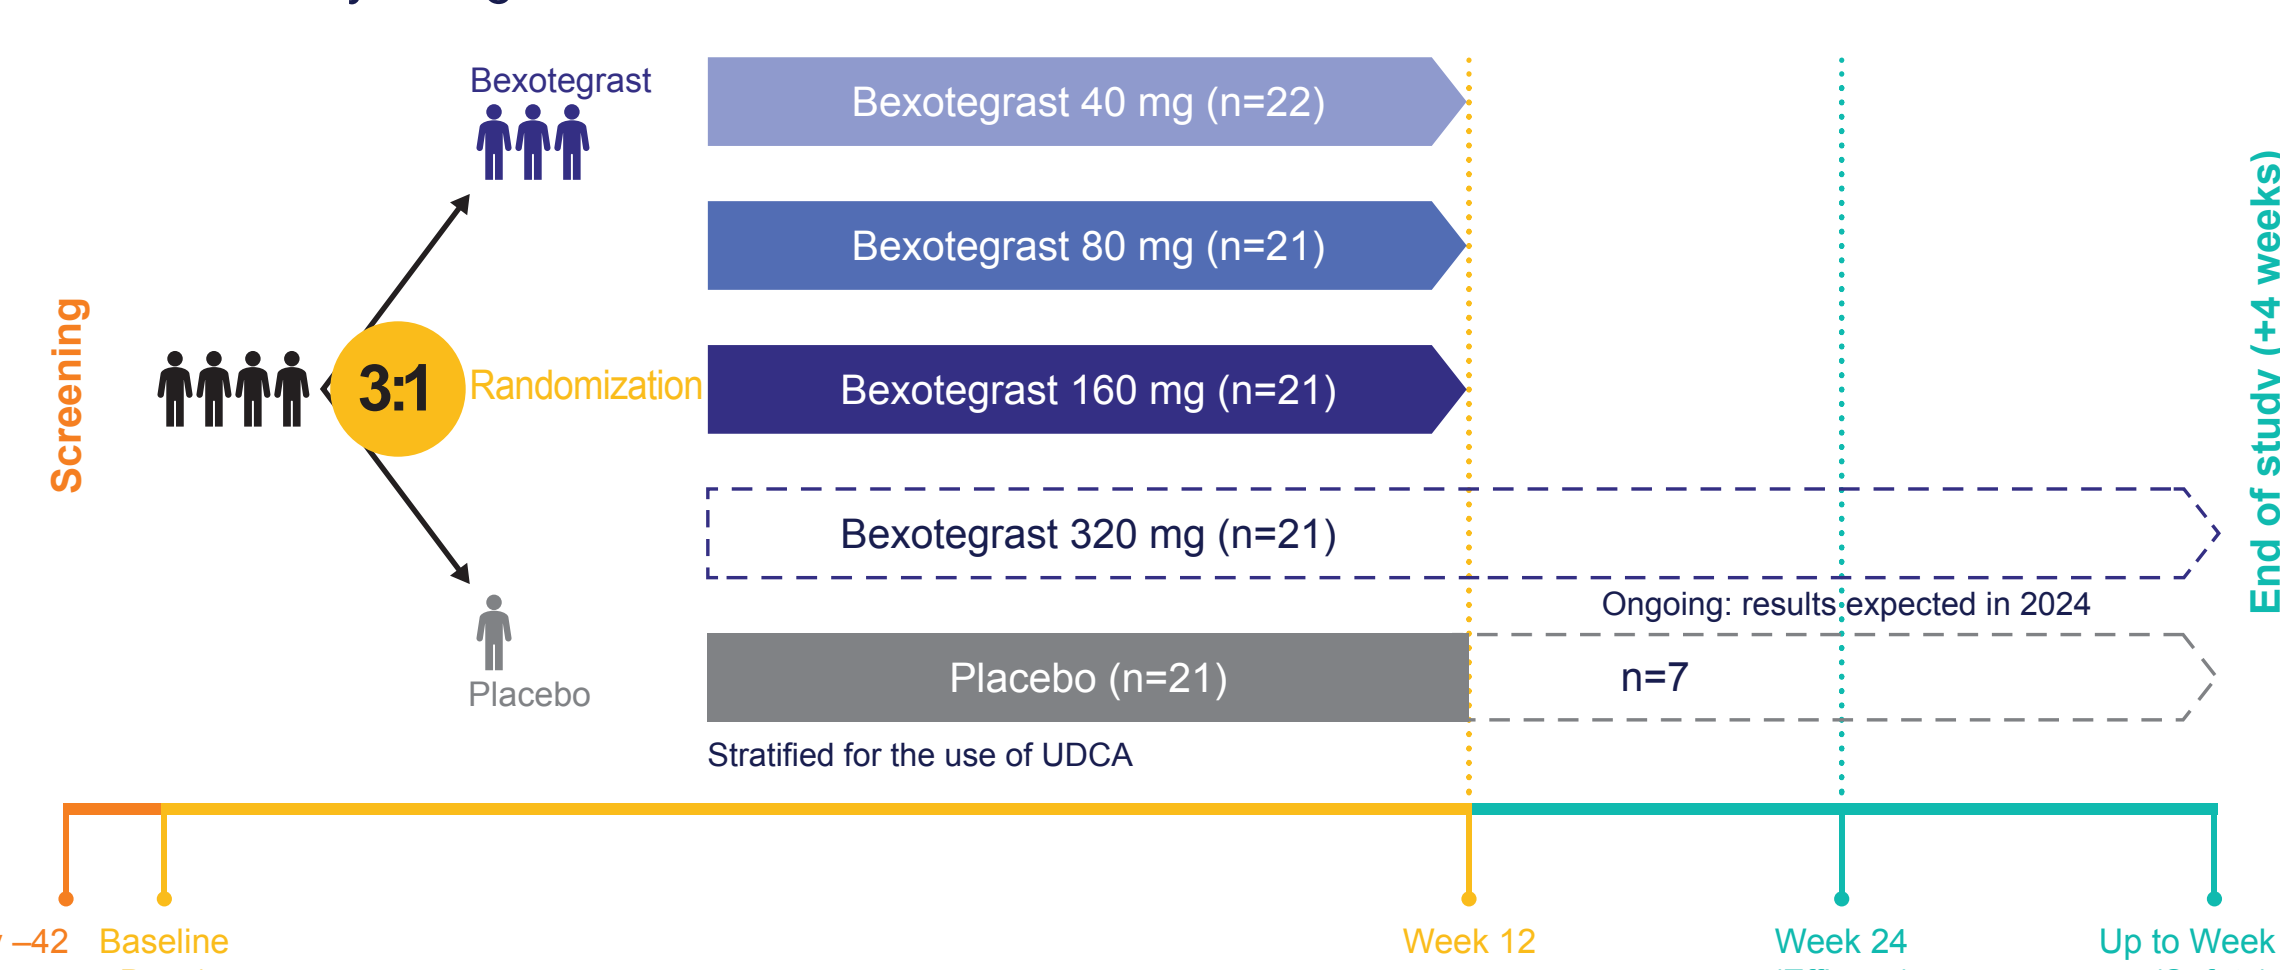 Bexotegrast
Bexotegrast 40 mg (n=22)
Bexotegrast 80 mg (n=21)
Screening
3:1
Randomization
Bexotegrast 160 mg (n=21)
Bexotegrast 320 mg (n=21)
Ongoing: results expected in 2024
Placebo
Placebo (n=21)
n=7
Stratified for the use of UDCA
End of study (+4 weeks)
–42
Baseline
Week 12
Week 24
Up to Week